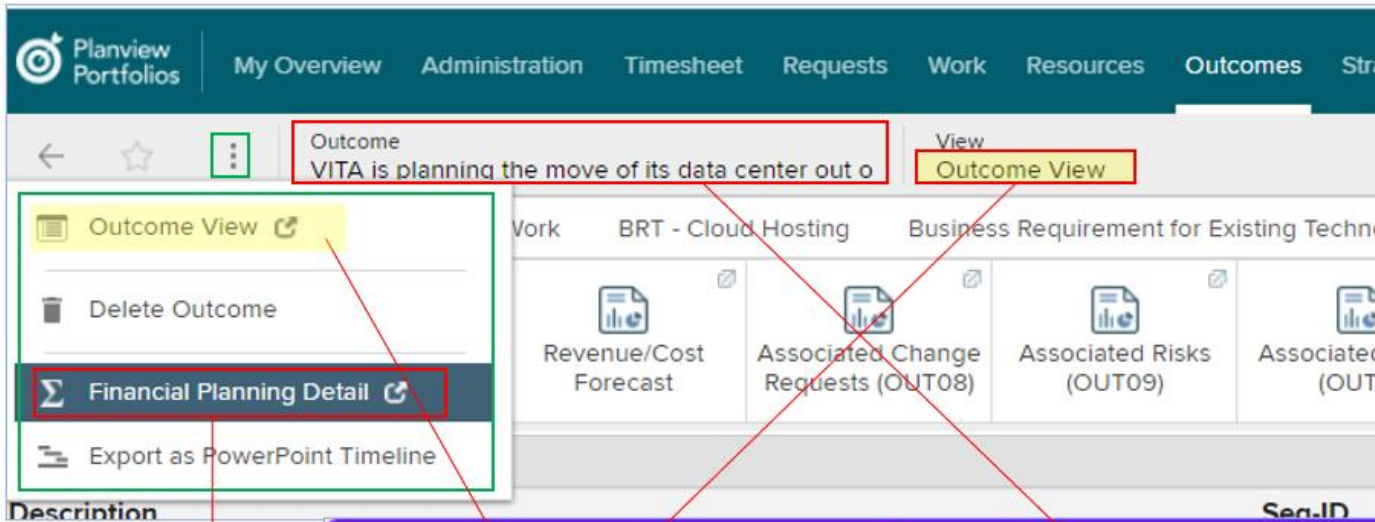 Planview
Portfolios
My Overview Administration Timesheet Requests Work Resources Outcomes Stra
Outcome
VITA is planning the move of its data center out o
View
Outcome View
Outcome View
Delete Outcome
Financial Planning Detail
Export as PowerPoint Timeline
Work BRT - Cloud Hosting Business Requirement for Existing Techn
Revenue/Cost
Forecast
Associated Change
Requests (OUT08)
Associated Risks
(OUT09)
Associated
(OUT
Description Seq-ID